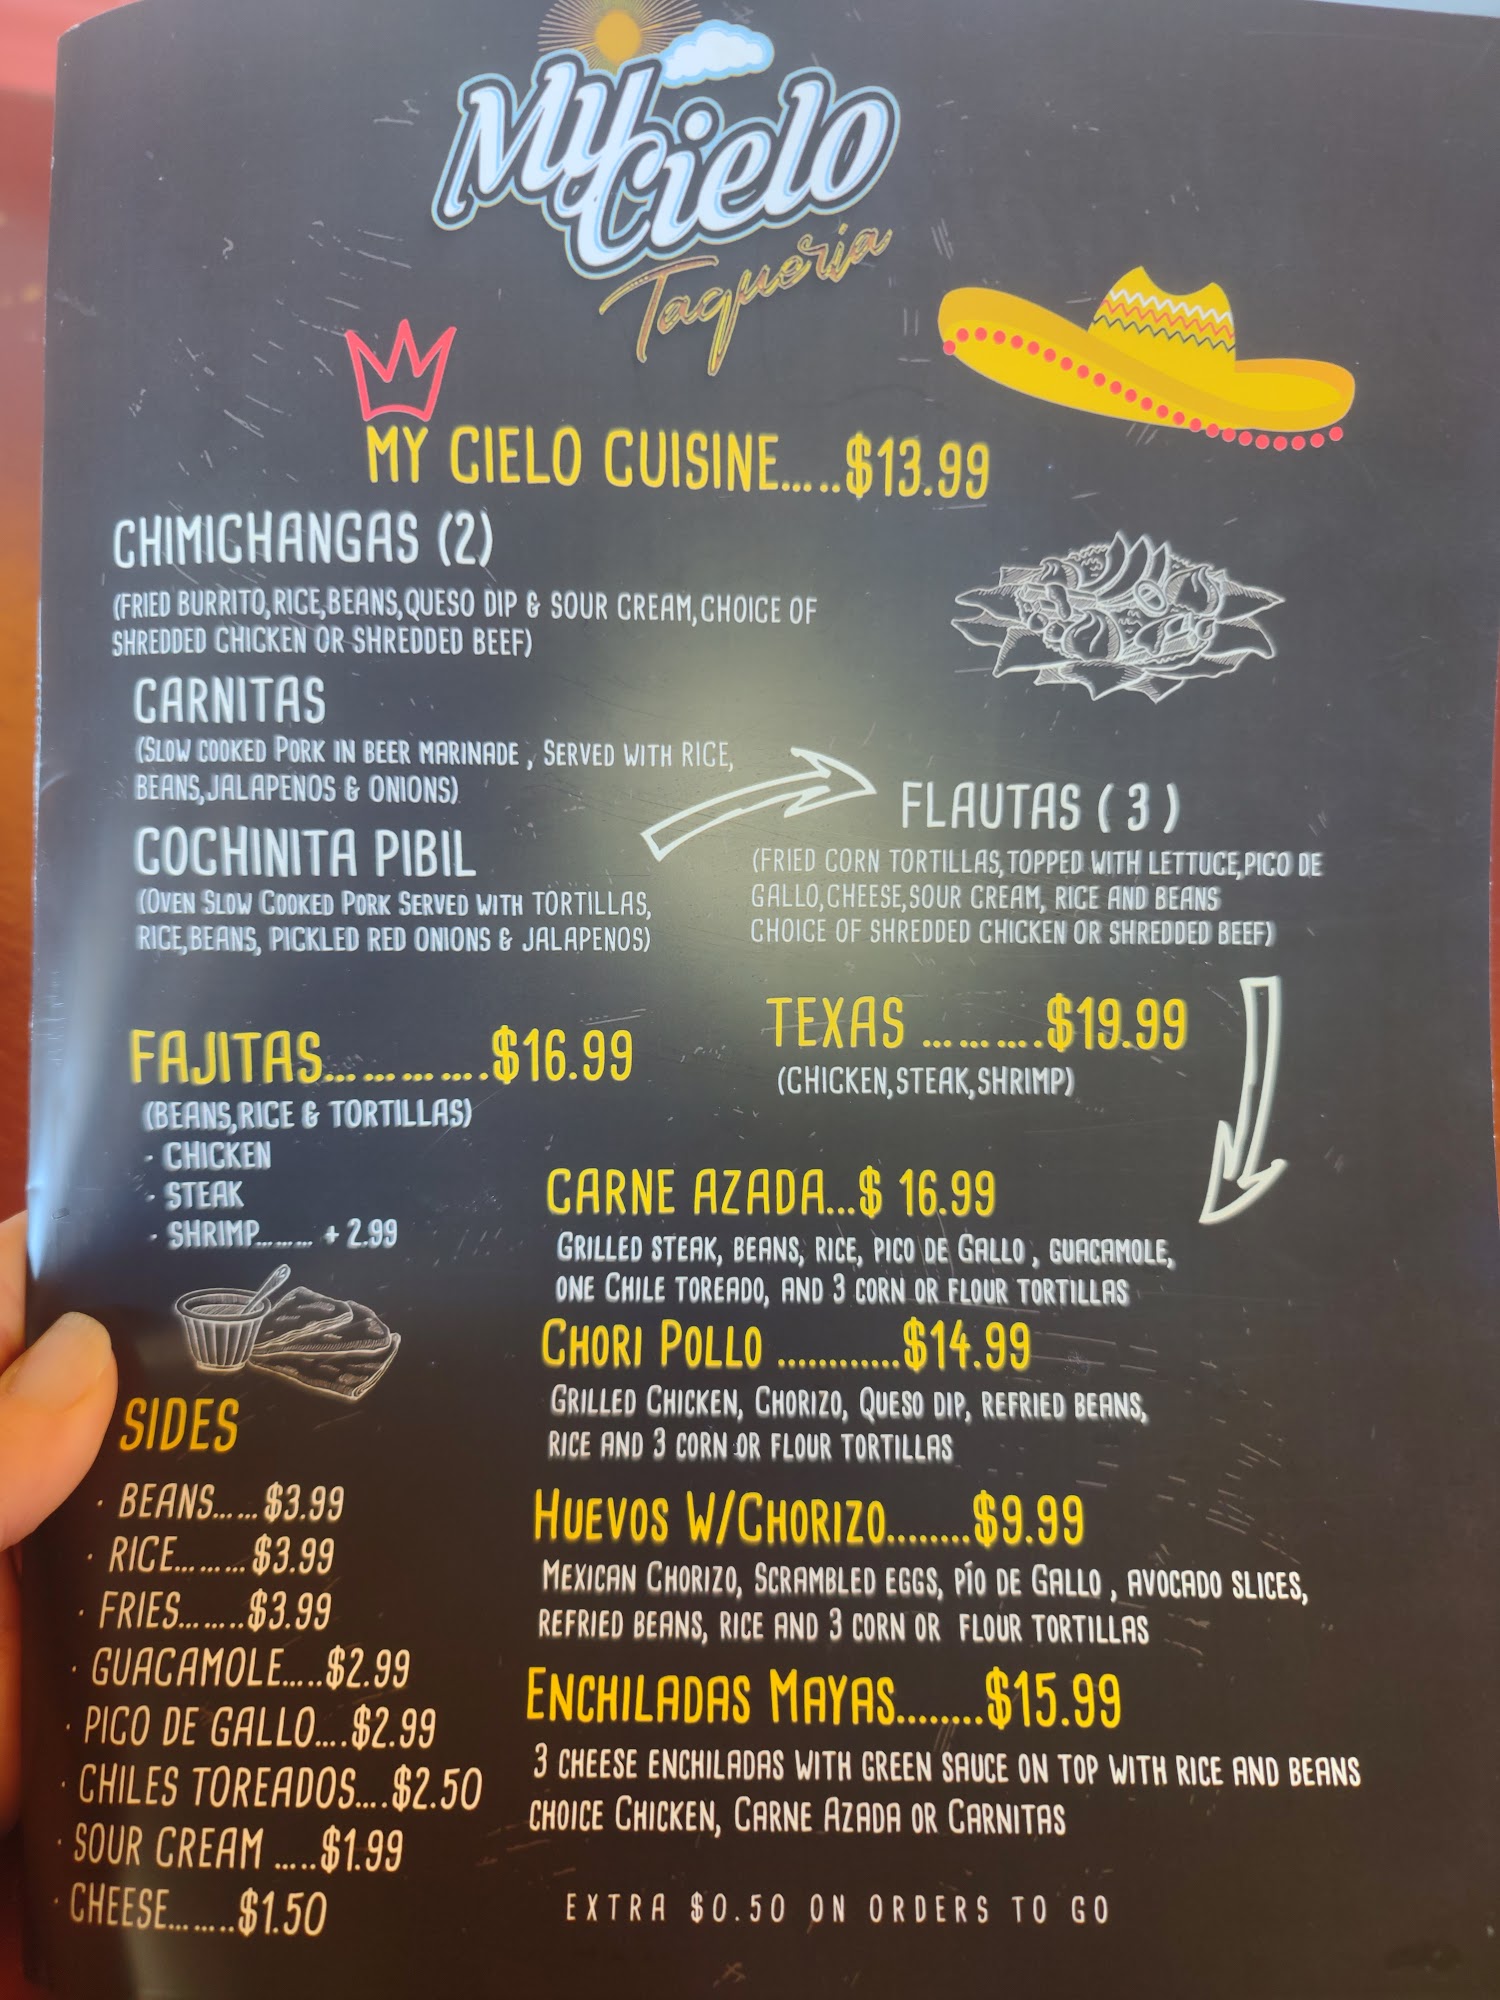 My Cielo
Taqueria
MY CIELO CUISINE.....$13.99
CHIMICHANGAS (2)
(FRIED BURRITO,RICE,BEANS,QUESO DIP & SOUR CREAM,CHOICE OF
SHREDDED CHICKEN OR SHREDDED BEEF)
CARNITAS
(SLOW COOKED PORK IN BEER MARINADE , SERVED WITH RICE,
BEANS,JALAPENOS & ONIONS)
COCHINITA PIBIL
(OVEN SLOW COOKED PORK SERVED WITH TORTILLAS,
RICE,BEANS, PICKLED RED ONIONS & JALAPENOS)
FLAUTAS ( 3 )
(FRIED CORN TORTILLAS,TOPPED WITH LETTUCE,PICO DE
GALLO,CHEESE,SOUR CREAM, RICE AND BEANS
CHOICE OF SHREDDED CHICKEN OR SHREDDED BEEF)
FAJITAS... ... ... ... .$16.99
(BEANS,RICE & TORTILLAS)
· CHICKEN
· STEAK
· SHRIMP... ... ... + 2.99
TEXAS ... ... ... .$19.99
(CHICKEN,STEAK,SHRIMP)
SIDES
· BEANS... ...$3.99
· RICE... ... ...$3.99
· FRIES... ... ..$3.99
· GUACAMOLE... ..$2.99
· PICO DE GALLO... .$2.99
· CHILES TOREADOS... .$2.50
· SOUR CREAM ... ..$1.99
· CHEESE... ... ..$1.50
CARNE AZADA...$ 16.99
GRILLED STEAK, BEANS, RICE, PICO DE GALLO , GUACAMOLE,
ONE CHILE TOREADO, AND 3 CORN OR FLOUR TORTILLAS
CHORI POLLO ............$14.99
GRILLED CHICKEN, CHORIZO, QUESO DIP, REFRIED BEANS,
RICE AND 3 CORN OR FLOUR TORTILLAS
HUEVOS W/CHORIZO........$9.99
MEXICAN CHORIZO, SCRAMBLED EGGS, PÍO DE GALLO , AVOCADO SLICES,
REFRIED BEANS, RICE AND 3 CORN OR FLOUR TORTILLAS
ENCHILADAS MAYAS........$15.99
3 CHEESE ENCHILADAS WITH GREEN SAUCE ON TOP WITH RICE AND BEANS
CHOICE CHICKEN, CARNE AZADA OR CARNITAS
EXTRA $0.50 ON ORDERS TO GO